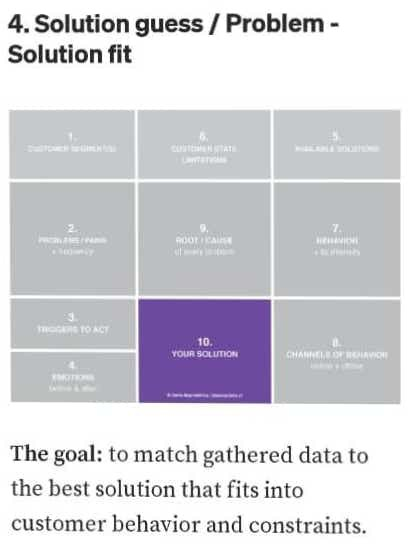 4. Solution guess / Problem -
Solution fit
1.
CUSTOMER SEGMENT(S)
6.
CUSTOMER STATE
LIMITATIONS
5.
AVAILABLE SOLUTIONS
2.
PROBLEMS / PAINS
+ frequency
9.
ROOT / CAUSE
of every problem
7.
BEHAVIOR
+ its intensity
3.
TRIGGERS TO ACT
4.
EMOTIONS
before & after
10.
YOUR SOLUTION
8.
CHANNELS OF BEHAVIOR
online + offline
The goal: to match gathered data to
the best solution that fits into
customer behavior and constraints.